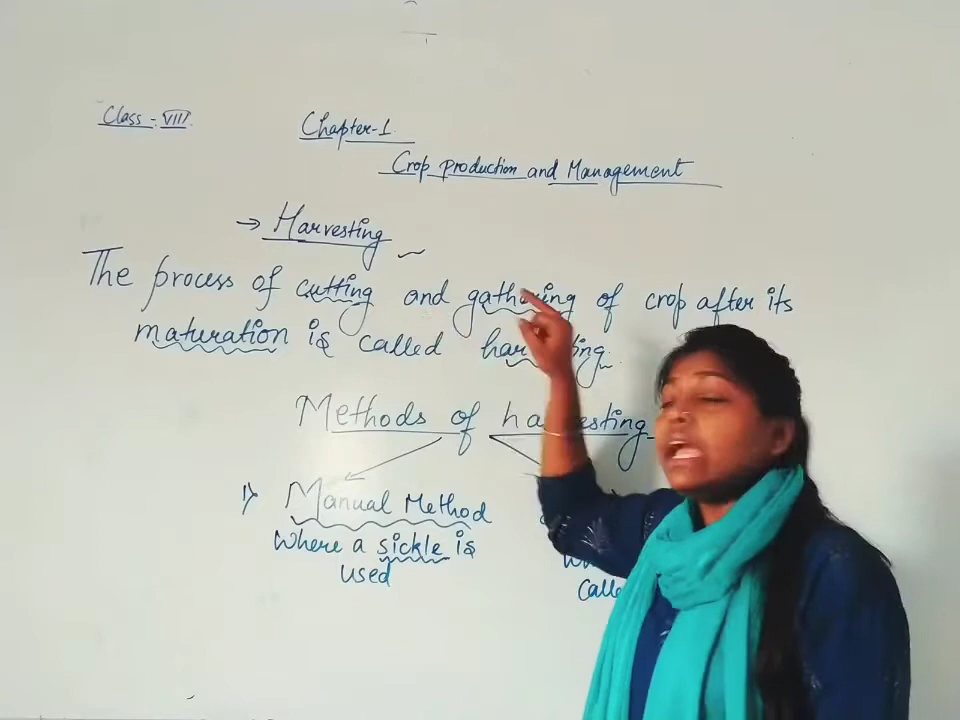 Class - VIII
Chapter-1
Crop production and Management
→ Harvesting
The process of cutting and gathering of crop after its
maturation is called
Methods of
1) Manual Method
Where a sickle is
used